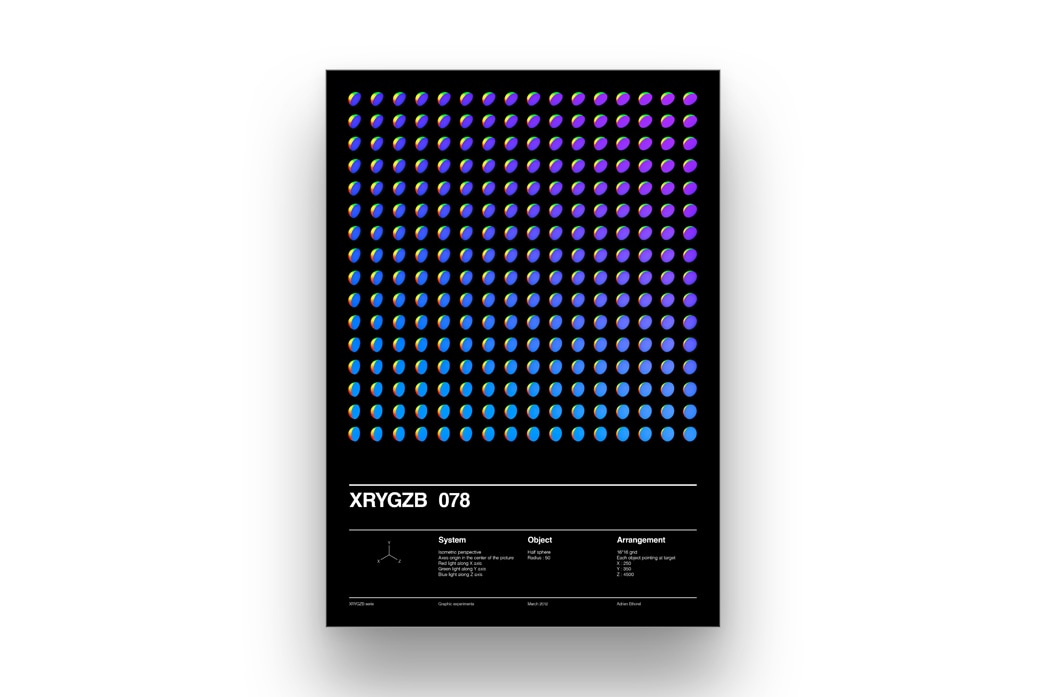 XRYGZB 078
Y
X
Z
System
Isometric perspective
Axes origin in the center of the picture
Red light along X axis
Green light along Y axis
Blue light along Z axis
Object
Half sphere
Radius : 50
Arrangement
16*16 grid
Each object pointing at target
X : 250
Y : 350
Z : 4500
XRYGZB serie
Graphic experiments
March 2012
Adrien